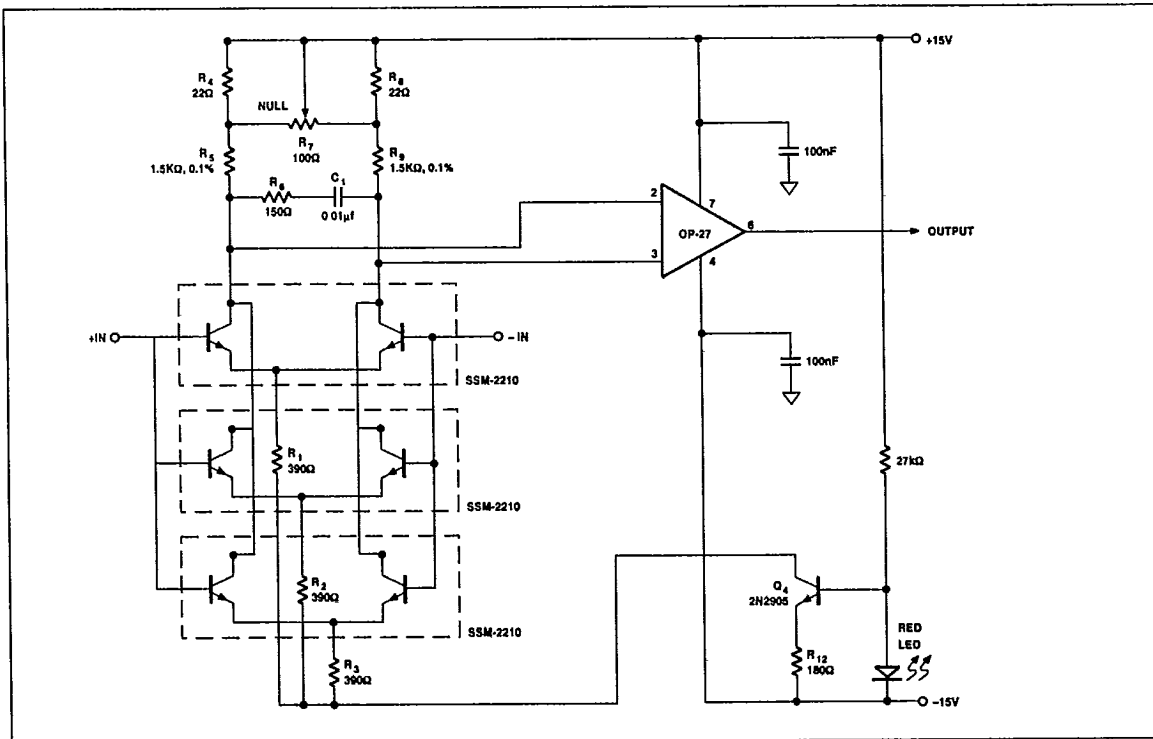 +15V
R4
22Ω
R8
22Ω
NULL
R7
100Ω
R5
1.5KΩ, 0.1%
R9
1.5KΩ, 0.1%
R6
150Ω
C1
0 01µf
100nF
2
7
OP-27
6
OUTPUT
3
4
+IN
–IN
SSM-2210
100nF
R1
390Ω
27kΩ
SSM-2210
R2
390Ω
Q4
2N2905
SSM-2210
RED
LED
R3
390Ω
R12
180Ω
–15V